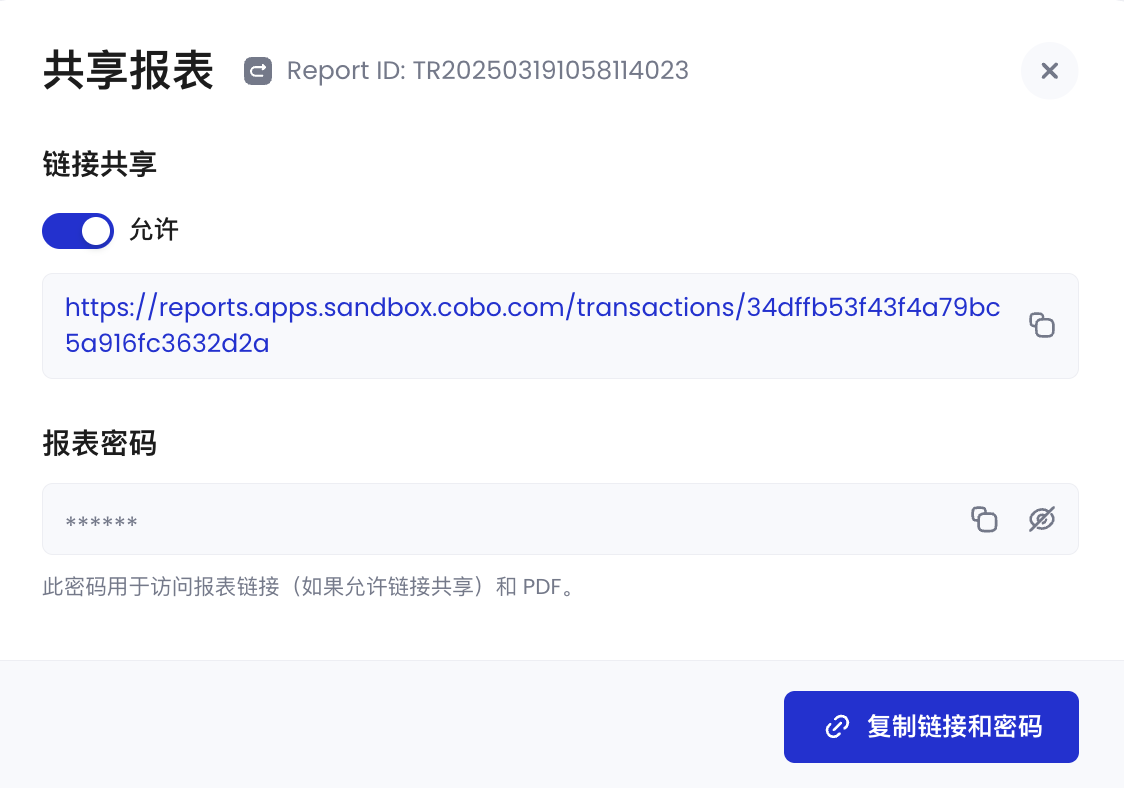 共享报表
Report ID: TR202503191058114023
链接共享
允许
https://reports.apps.sandbox.cobo.com/transactions/34dffb53f43f4a79bc
5a916fc3632d2a
报表密码
******
此密码用于访问报表链接（如果允许链接共享）和 PDF。
复制链接和密码